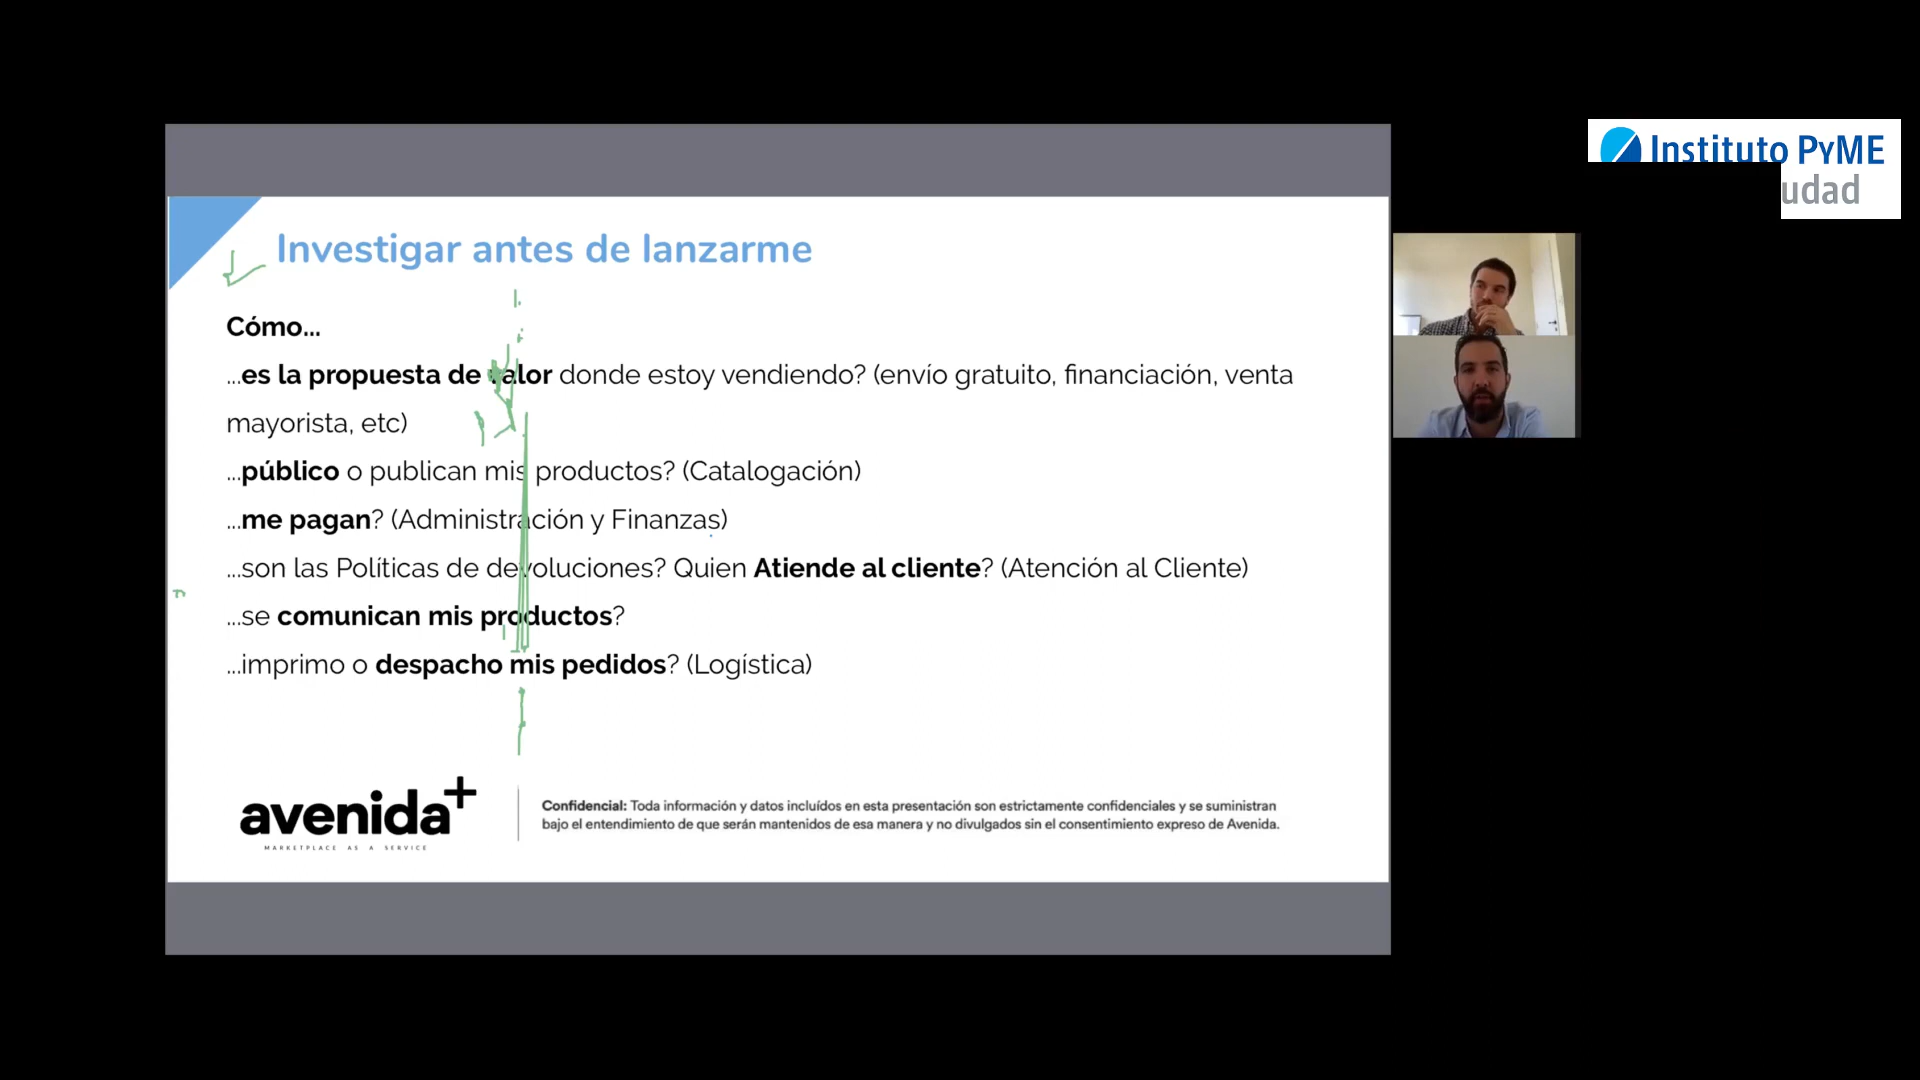 Instituto PyME
udad
Investigar antes de lanzarme
Cómo...
...es la propuesta de valor donde estoy vendiendo? (envío gratuito, financiación, venta
mayorista, etc)
...público o publican mis productos? (Catalogación)
...me pagan? (Administración y Finanzas)
...son las Políticas de devoluciones? Quien Atiende al cliente? (Atención al Cliente)
...se comunican mis productos?
...imprimo o despacho mis pedidos? (Logística)
avenida+
MARKETPLACE AS A SERVICE
Confidencial: Toda información y datos incluídos en esta presentación son estrictamente confidenciales y se suministran
bajo el entendimiento de que serán mantenidos de esa manera y no divulgados sin el consentimiento expreso de Avenida.